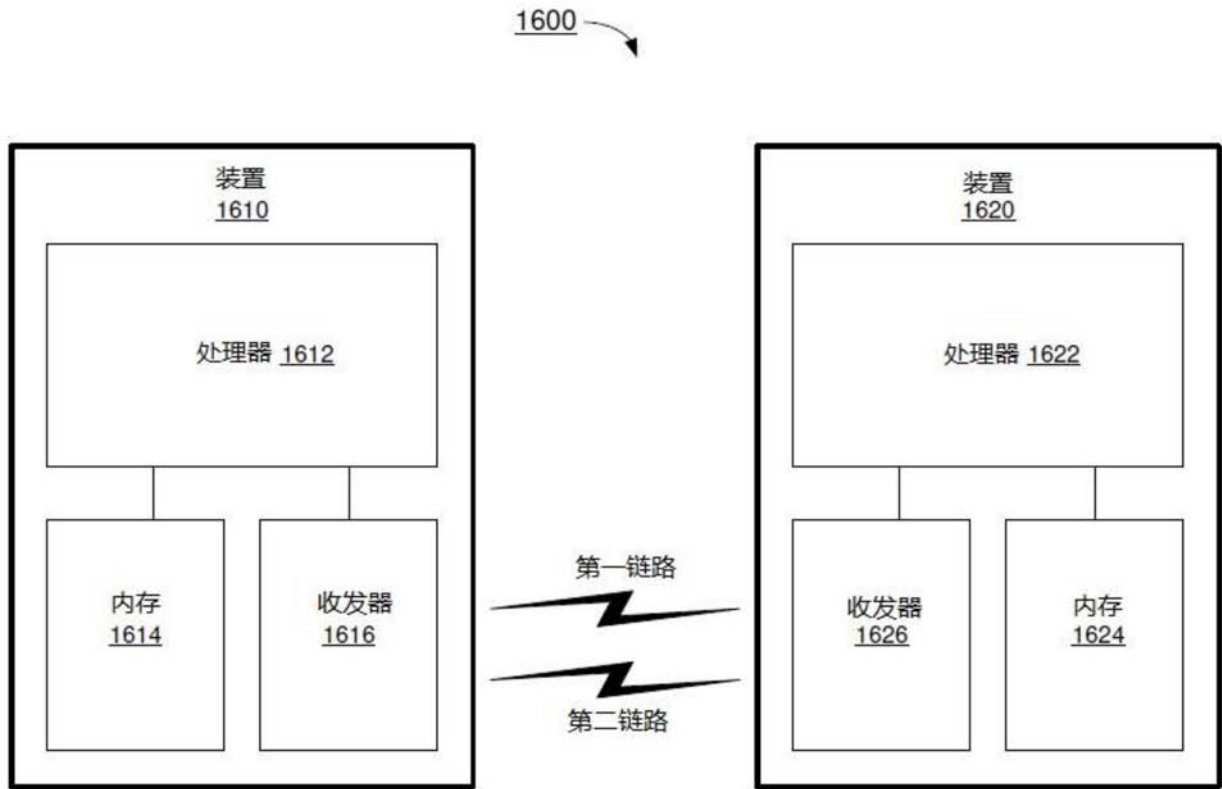 1600
装置
1610
处理器 1612
内存
1614
收发器
1616
第一链路
第二链路
装置
1620
处理器 1622
收发器
1626
内存
1624